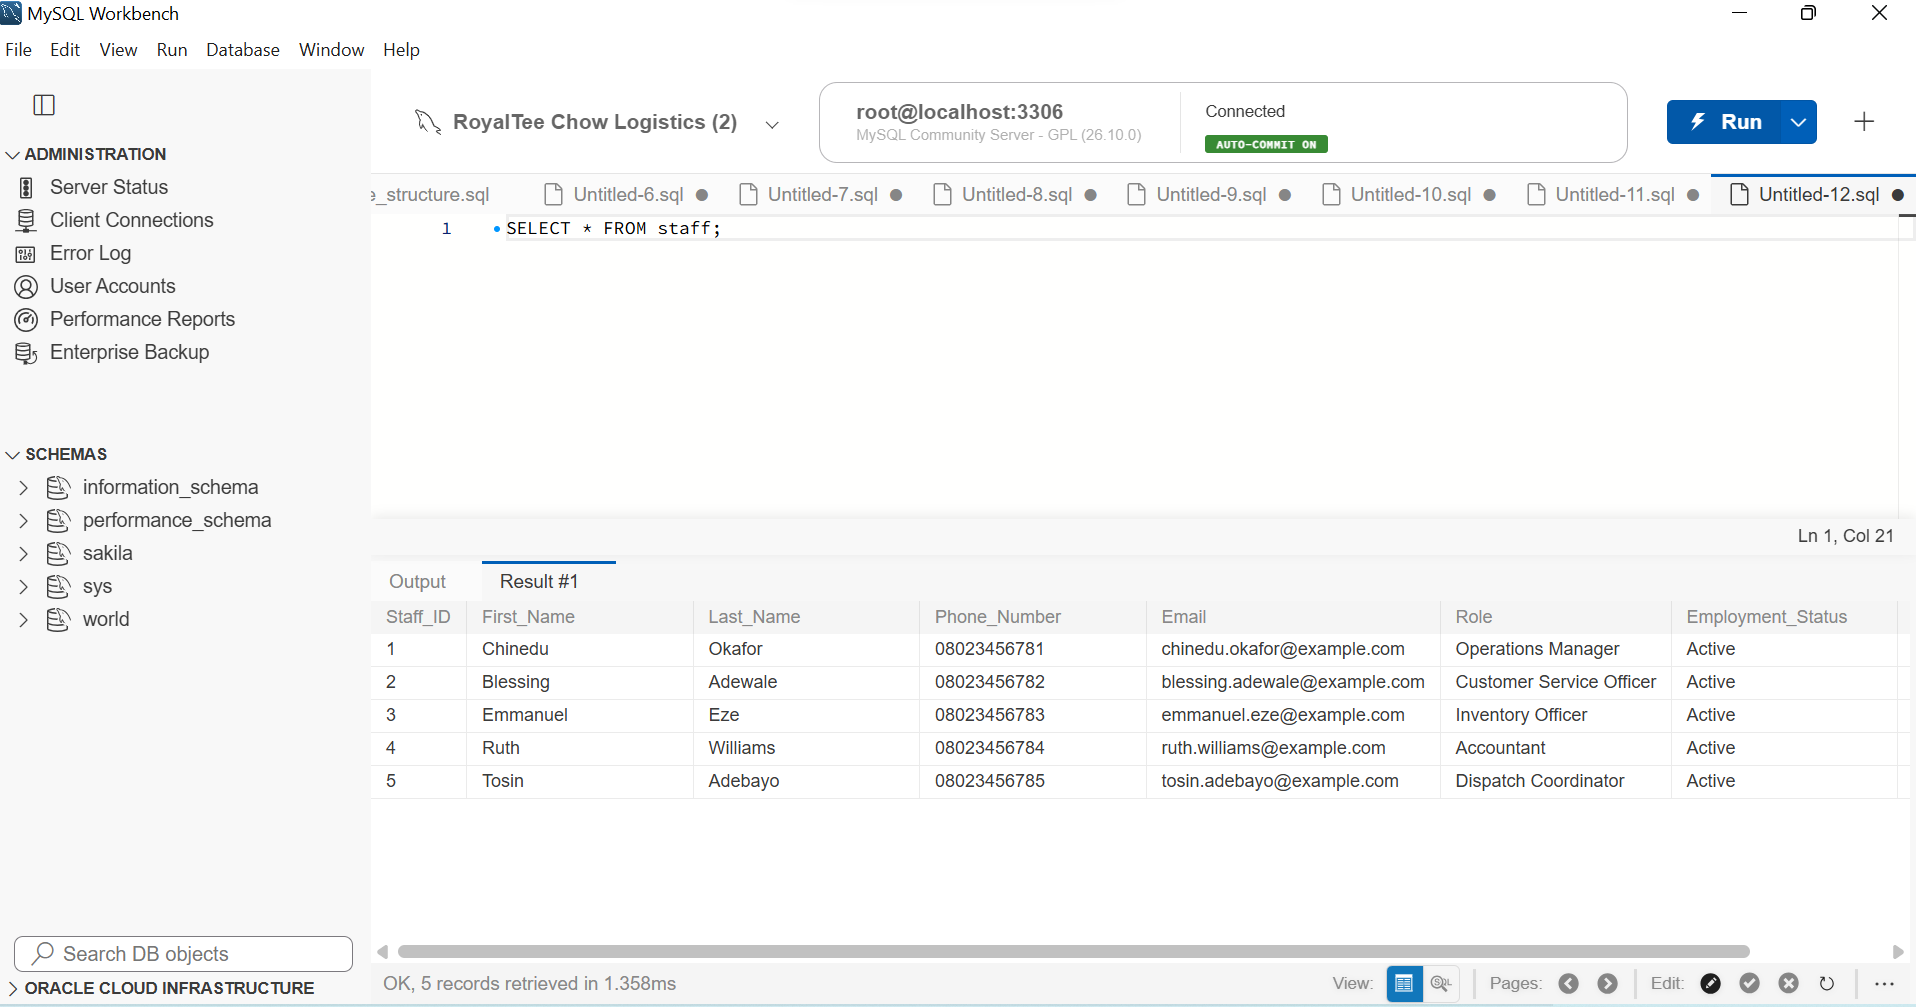 MySQL Workbench
File Edit View Run Database Window Help
RoyalTee Chow Logistics (2)
root@localhost:3306
MySQL Community Server - GPL (26.10.0)
Connected
AUTO-COMMIT ON
Run
ADMINISTRATION
Server Status
Client Connections
Error Log
User Accounts
Performance Reports
Enterprise Backup
SCHEMAS
information_schema
performance_schema
sakila
sys
world
Search DB objects
ORACLE CLOUD INFRASTRUCTURE
e_structure.sql Untitled-6.sql Untitled-7.sql Untitled-8.sql Untitled-9.sql Untitled-10.sql Untitled-11.sql Untitled-12.sql
1 SELECT * FROM staff;
Ln 1, Col 21
Output Result #1
Staff_ID First_Name Last_Name Phone_Number Email Role Employment_Status
1 Chinedu Okafor 08023456781 chinedu.okafor@example.com Operations Manager Active
2 Blessing Adewale 08023456782 blessing.adewale@example.com Customer Service Officer Active
3 Emmanuel Eze 08023456783 emmanuel.eze@example.com Inventory Officer Active
4 Ruth Williams 08023456784 ruth.williams@example.com Accountant Active
5 Tosin Adebayo 08023456785 tosin.adebayo@example.com Dispatch Coordinator Active
OK, 5 records retrieved in 1.358ms
View: SQL Pages: Edit: